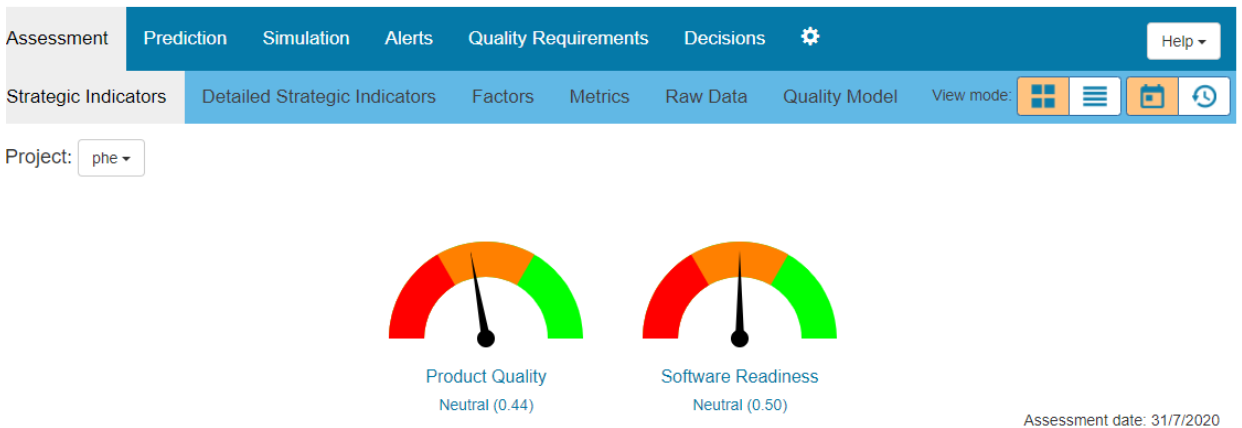 Assessment Prediction Simulation Alerts Quality Requirements Decisions Help
Strategic Indicators Detailed Strategic Indicators Factors Metrics Raw Data Quality Model View mode:
Project: phe
Product Quality Software Readiness
Neutral (0.44) Neutral (0.50)
Assessment date: 31/7/2020